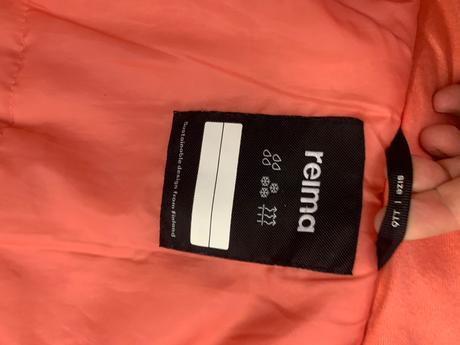 reima
Sustainable design from Finland
SIZE | 116